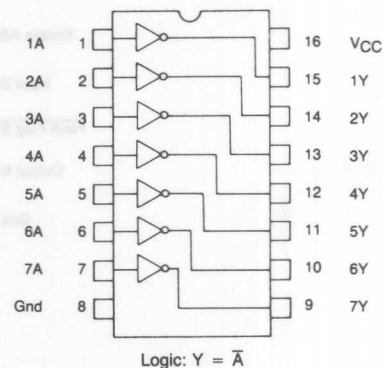 1A 1 16 VCC
2A 2 15 1Y
3A 3 14 2Y
4A 4 13 3Y
5A 5 12 4Y
6A 6 11 5Y
7A 7 10 6Y
Gnd 8 9 7Y
Logic: Y = A̅